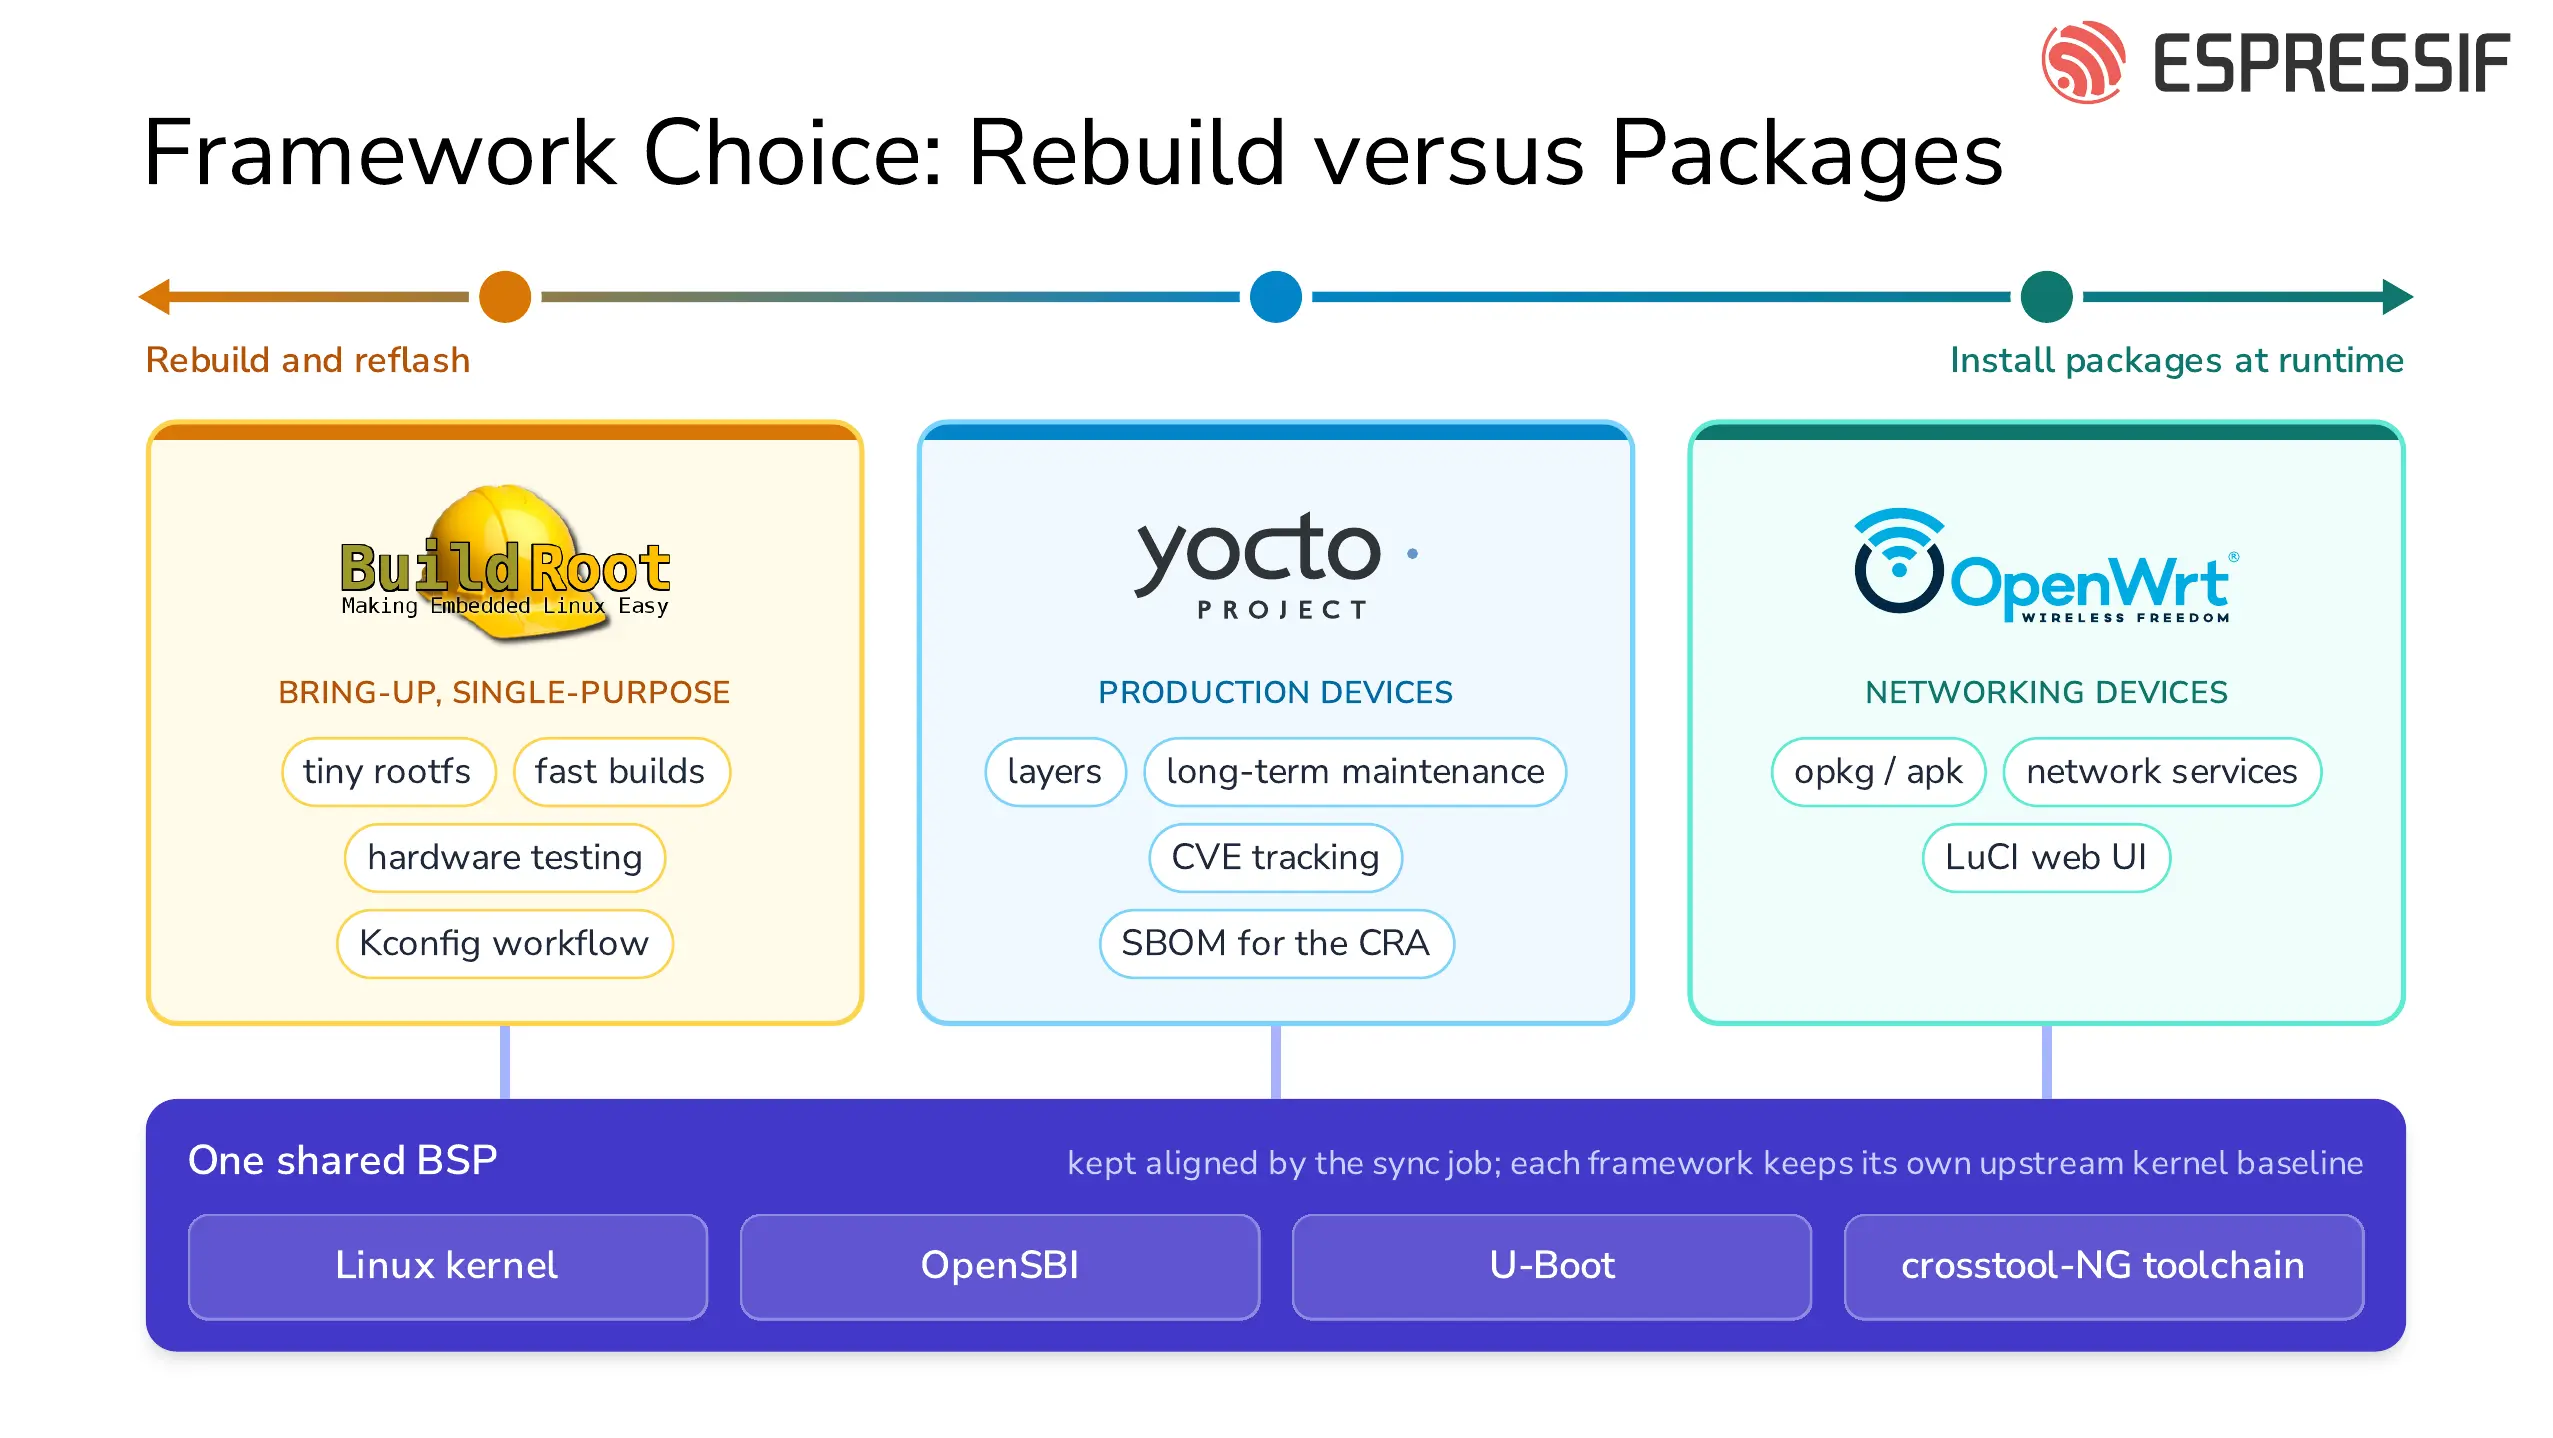 ESPRESSIF
Framework Choice: Rebuild versus Packages
Rebuild and reflash
Install packages at runtime
BuildRoot
Making Embedded Linux Easy
BRING-UP, SINGLE-PURPOSE
tiny rootfs
fast builds
hardware testing
Kconfig workflow
yocto
PROJECT
PRODUCTION DEVICES
layers
long-term maintenance
CVE tracking
SBOM for the CRA
OpenWrt®
WIRELESS FREEDOM
NETWORKING DEVICES
opkg / apk
network services
LuCI web UI
One shared BSP
kept aligned by the sync job; each framework keeps its own upstream kernel baseline
Linux kernel
OpenSBI
U-Boot
crosstool-NG toolchain